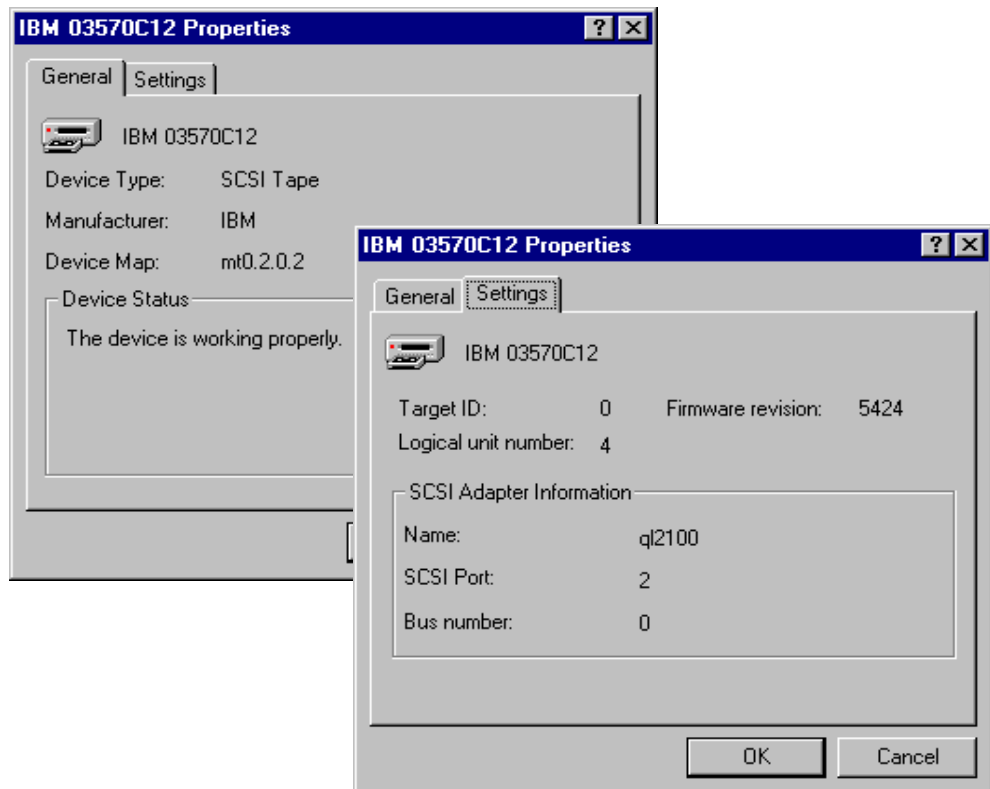 IBM 03570C12 Properties
General Settings
IBM 03570C12
Device Type: SCSI Tape
Manufacturer: IBM
Device Map: mt0.2.0.2
Device Status
The device is working properly.
IBM 03570C12 Properties
General Settings
IBM 03570C12
Target ID: 0 Firmware revision: 5424
Logical unit number: 4
SCSI Adapter Information
Name: ql2100
SCSI Port: 2
Bus number: 0
OK Cancel